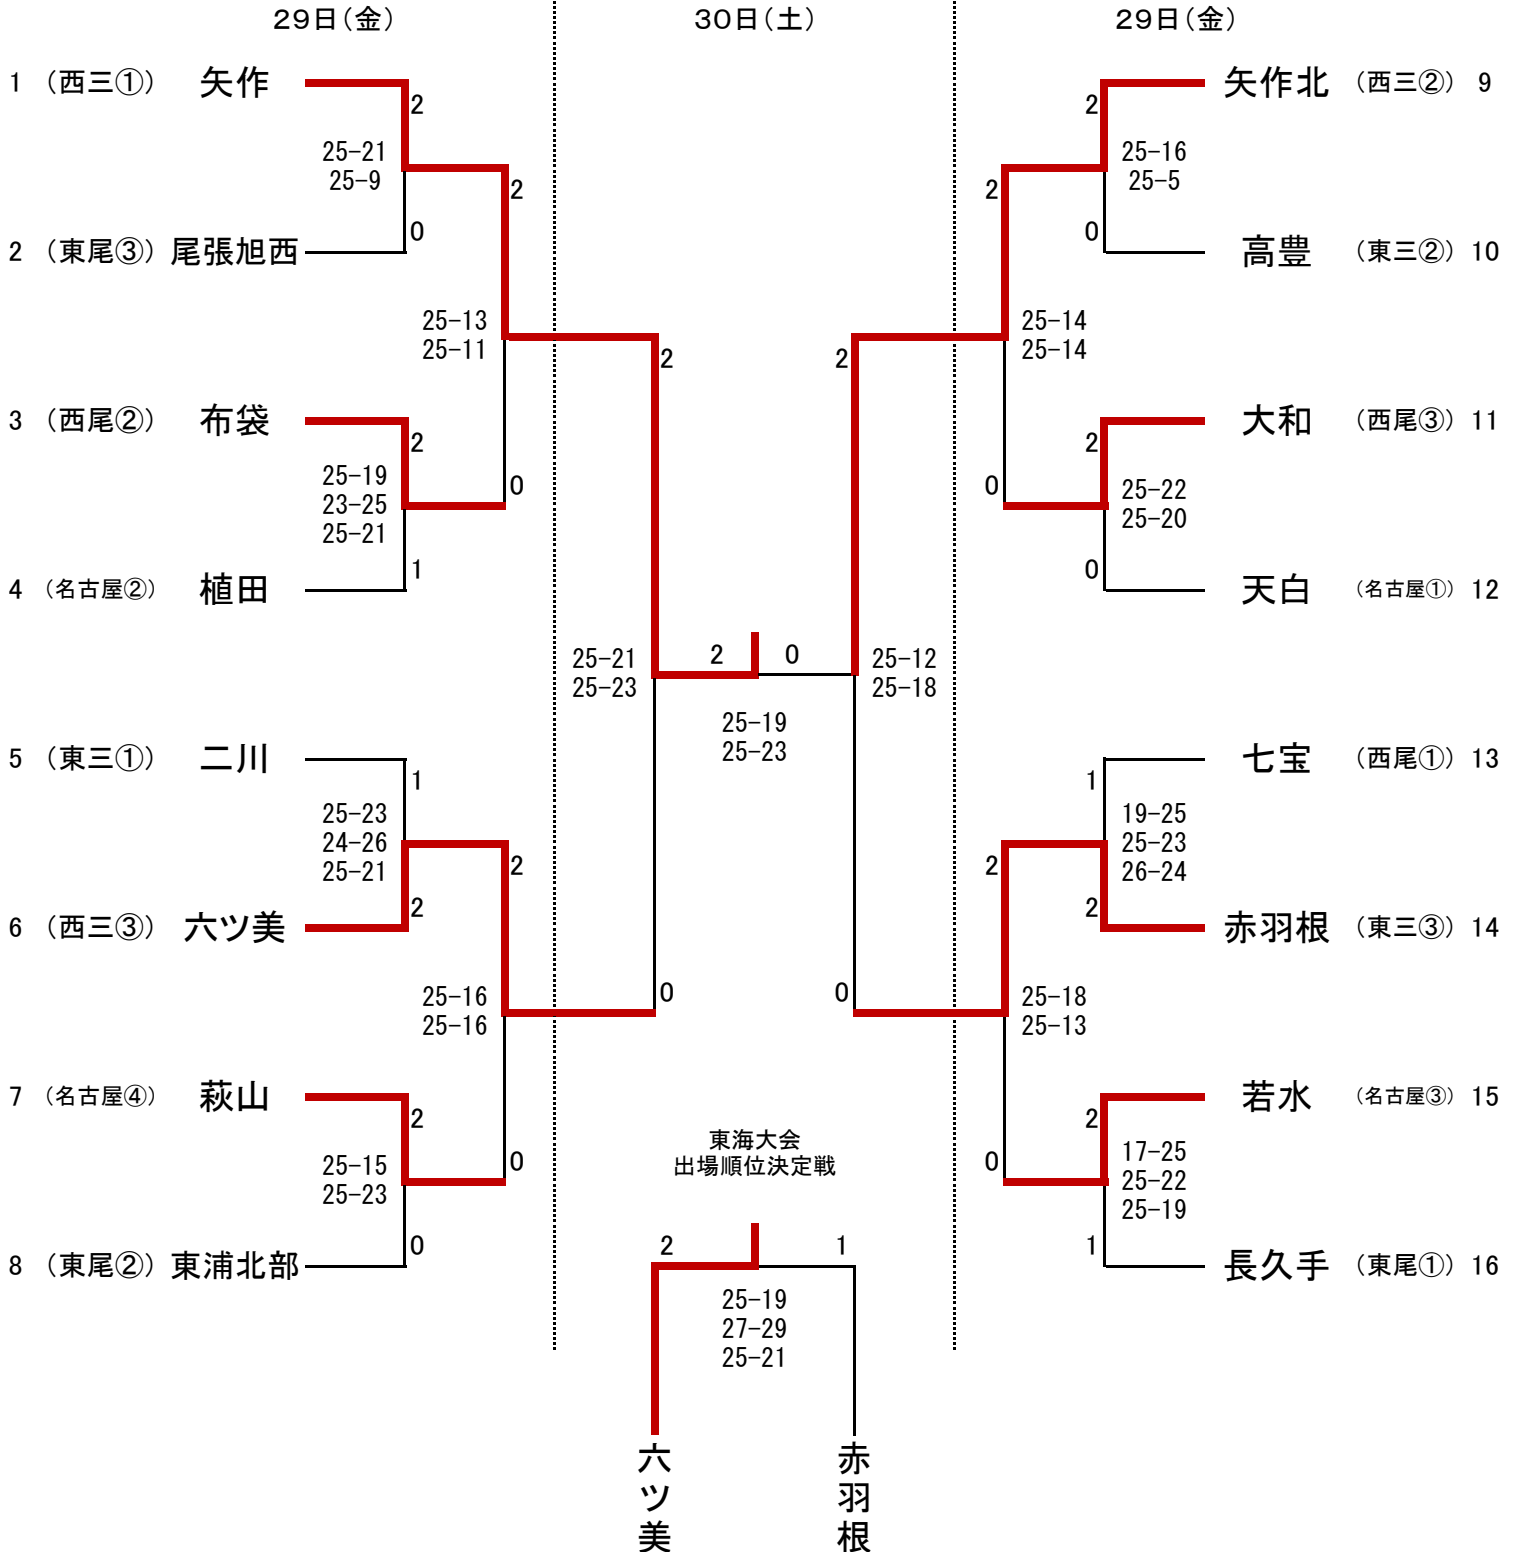 29日(金)
30日(土)
29日(金)
1 (西三①) 矢作
2
25-21
25-9
0
2 (東尾③) 尾張旭西
2
25-13
25-11
0
3 (西尾②) 布袋
2
25-19
23-25
25-21
1
4 (名古屋②) 植田
5 (東三①) 二川
1
25-23
24-26
25-21
2
6 (西三③) 六ツ美
2
25-16
25-16
0
7 (名古屋④) 萩山
2
25-15
25-23
0
8 (東尾②) 東浦北部
2
25-21
25-23
0
2 0
25-19
25-23
2
25-12
25-18
0
矢作北 (西三②) 9
2
25-16
25-5
0
高豊 (東三②) 10
2
25-14
25-14
0
大和 (西尾③) 11
2
25-22
25-20
0
天白 (名古屋①) 12
七宝 (西尾①) 13
1
19-25
25-23
26-24
2
赤羽根 (東三③) 14
2
25-18
25-13
0
若水 (名古屋③) 15
2
17-25
25-22
25-19
1
長久手 (東尾①) 16
東海大会
出場順位決定戦
2 1
25-19
27-29
25-21
六ツ美
赤羽根